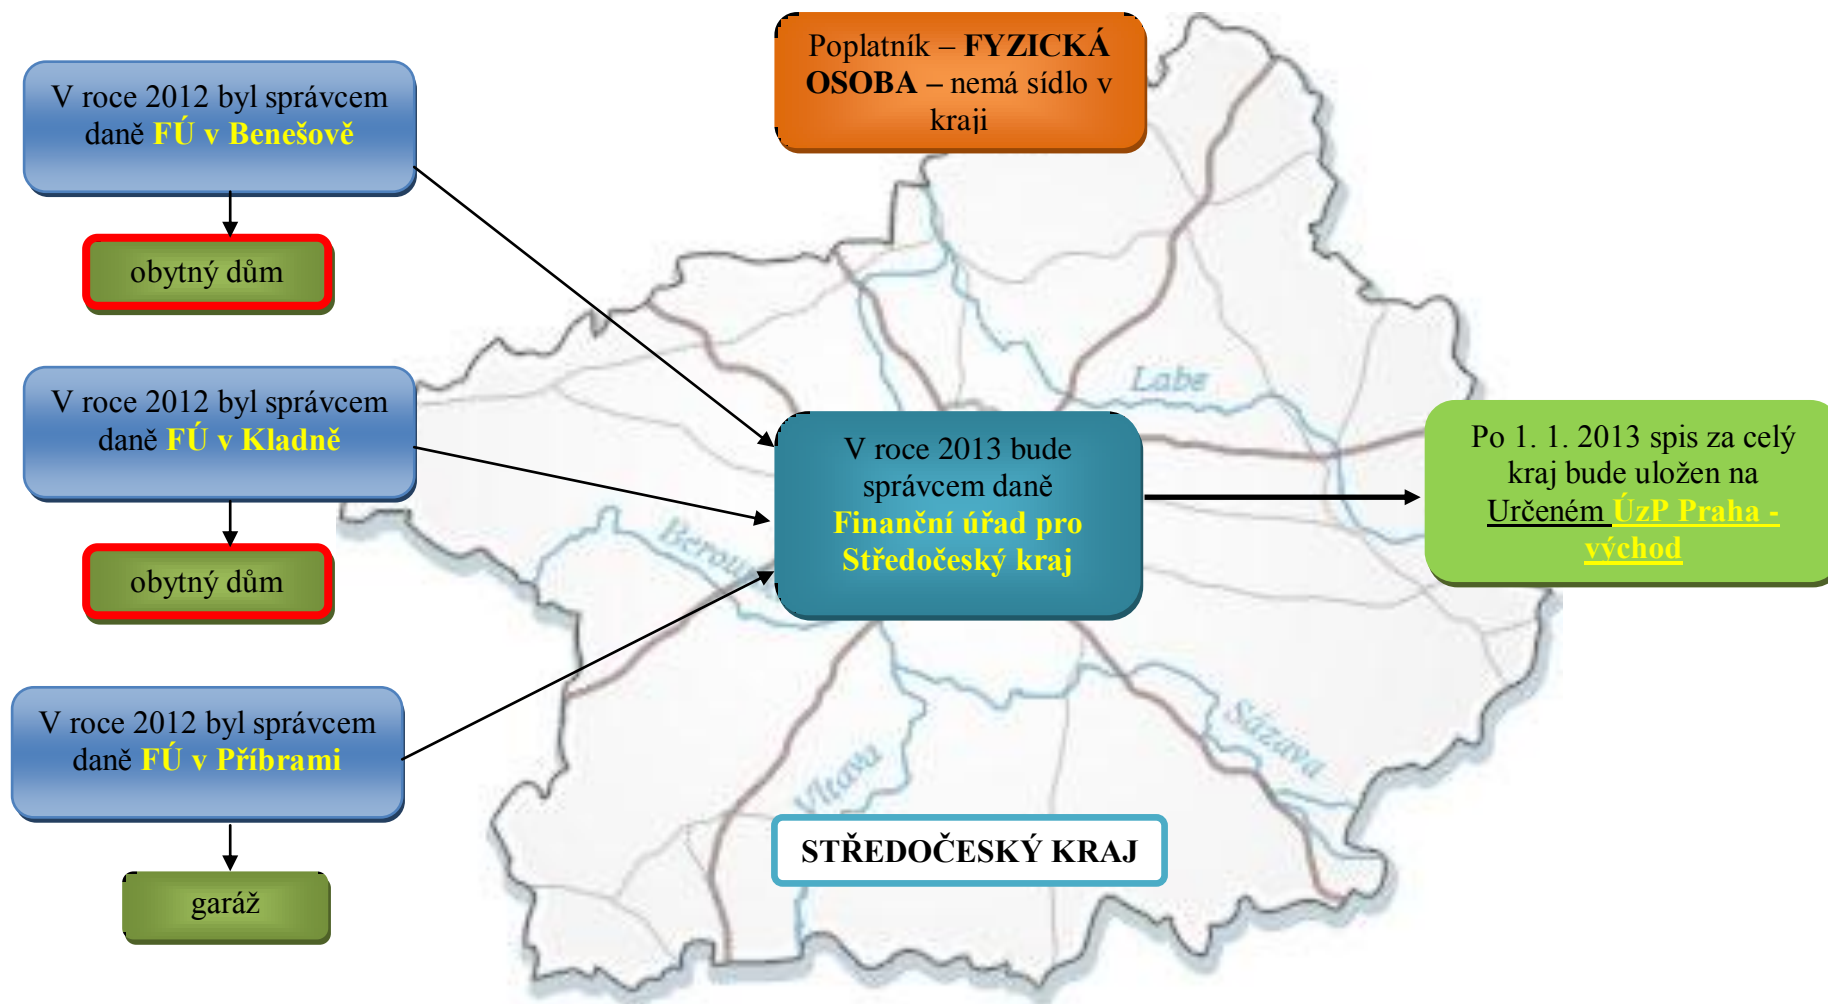 Poplatník – FYZICKÁ
OSOBA – nemá sídlo v
kraji
V roce 2012 byl správcem
daně FÚ v Benešově
obytný dům
V roce 2012 byl správcem
daně FÚ v Kladně
obytný dům
V roce 2012 byl správcem
daně FÚ v Příbrami
garáž
V roce 2013 bude
správcem daně
Finanční úřad pro
Středočeský kraj
Po 1. 1. 2013 spis za celý
kraj bude uložen na
Určeném ÚzP Praha -
východ
Labe
Berou
Sázava
Vltava
STŘEDOČESKÝ KRAJ